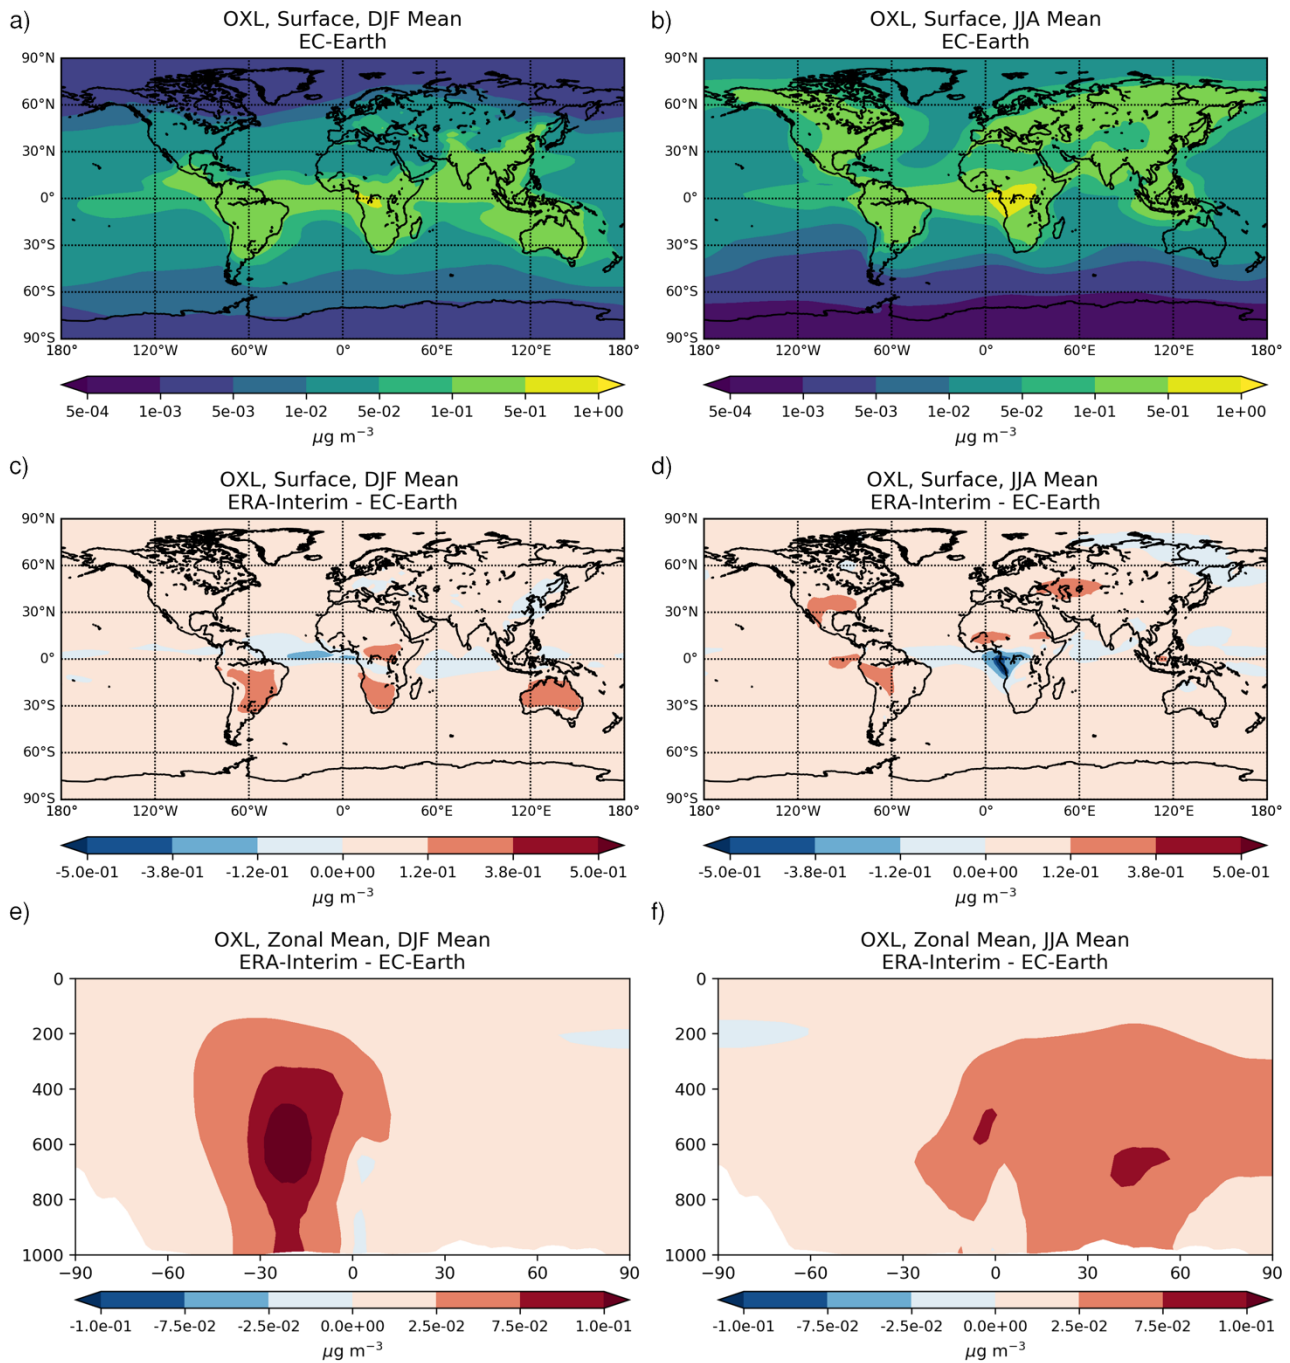 a)
OXL, Surface, DJF Mean
EC-Earth
90°N
60°N
30°N
0°
30°S
60°S
90°S
180° 120°W 60°W 0° 60°E 120°E 180°
5e-04 1e-03 5e-03 1e-02 5e-02 1e-01 5e-01 1e+00
μg m⁻³
b)
OXL, Surface, JJA Mean
EC-Earth
90°N
60°N
30°N
0°
30°S
60°S
90°S
180° 120°W 60°W 0° 60°E 120°E 180°
5e-04 1e-03 5e-03 1e-02 5e-02 1e-01 5e-01 1e+00
μg m⁻³
c)
OXL, Surface, DJF Mean
ERA-Interim - EC-Earth
90°N
60°N
30°N
0°
30°S
60°S
90°S
180° 120°W 60°W 0° 60°E 120°E 180°
-5.0e-01 -3.8e-01 -1.2e-01 0.0e+00 1.2e-01 3.8e-01 5.0e-01
μg m⁻³
d)
OXL, Surface, JJA Mean
ERA-Interim - EC-Earth
90°N
60°N
30°N
0°
30°S
60°S
90°S
180° 120°W 60°W 0° 60°E 120°E 180°
-5.0e-01 -3.8e-01 -1.2e-01 0.0e+00 1.2e-01 3.8e-01 5.0e-01
μg m⁻³
e)
OXL, Zonal Mean, DJF Mean
ERA-Interim - EC-Earth
0
200
400
600
800
1000
−90 −60 −30 0 30 60 90
-1.0e-01 -7.5e-02 -2.5e-02 0.0e+00 2.5e-02 7.5e-02 1.0e-01
μg m⁻³
f)
OXL, Zonal Mean, JJA Mean
ERA-Interim - EC-Earth
0
200
400
600
800
1000
−90 −60 −30 0 30 60 90
-1.0e-01 -7.5e-02 -2.5e-02 0.0e+00 2.5e-02 7.5e-02 1.0e-01
μg m⁻³